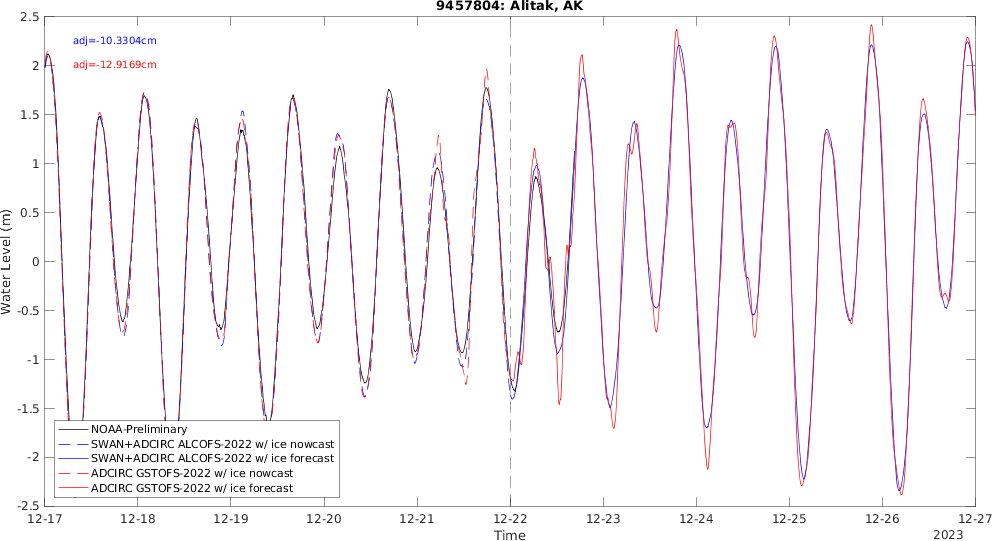 9457804: Alitak, AK
adj=-10.3304cm
adj=-12.9169cm
2.5
2
1.5
1
0.5
0
-0.5
-1
-1.5
-2
-2.5
Water Level (m)
NOAA-Preliminary
SWAN+ADCIRC ALCOFS-2022 w/ ice nowcast
SWAN+ADCIRC ALCOFS-2022 w/ ice forecast
ADCIRC GSTOFS-2022 w/ ice nowcast
ADCIRC GSTOFS-2022 w/ ice forecast
12-17 12-18 12-19 12-20 12-21 12-22 12-23 12-24 12-25 12-26 12-27
Time
2023